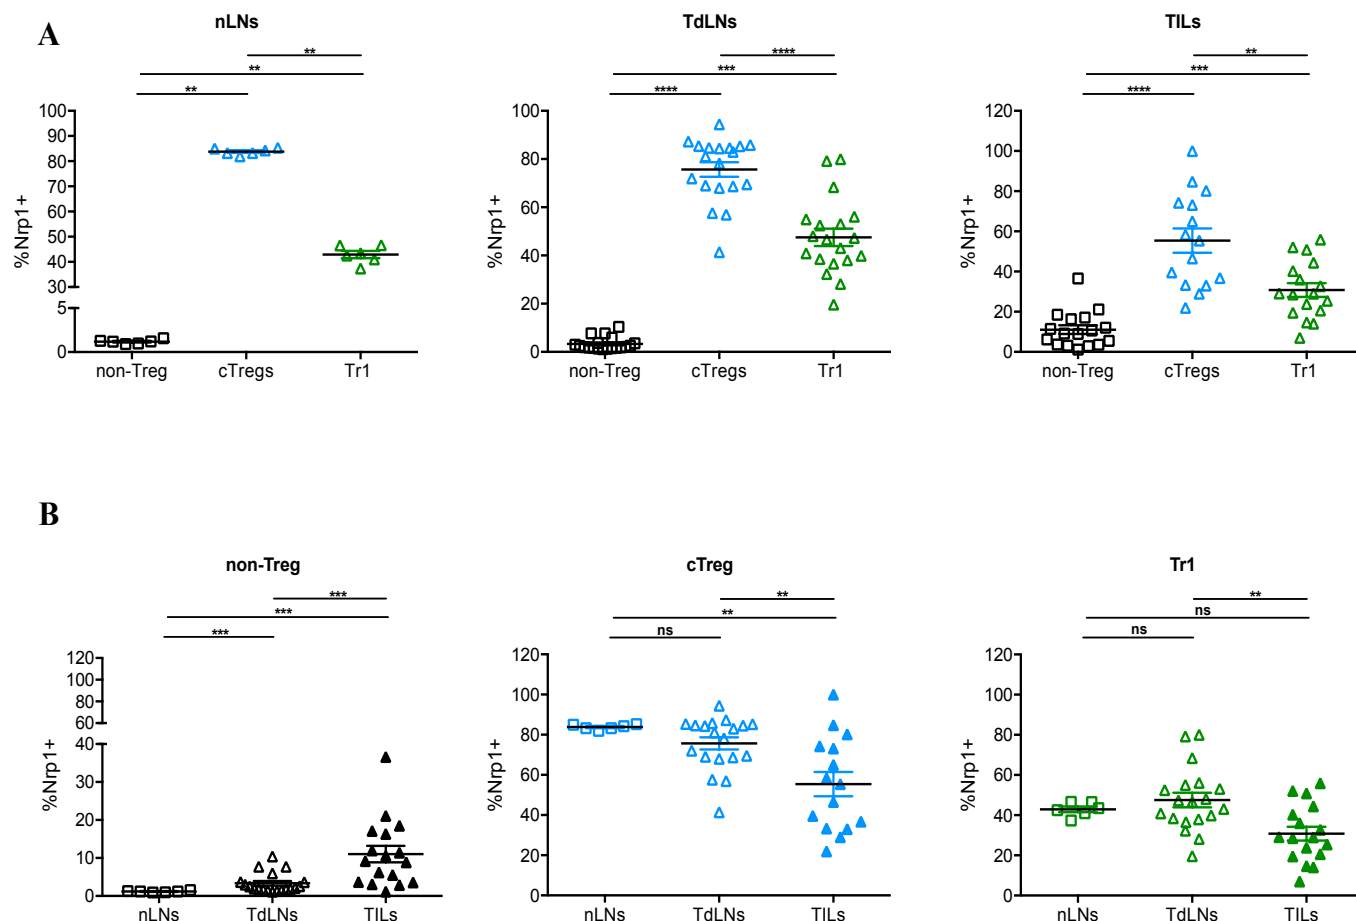 A
nLNs
**
**
**
%Nrp1+
100
90
80
70
60
50
40
30
5
0
non-Treg cTregs Tr1
TdLNs
****
***
****
%Nrp1+
100
80
60
40
20
0
non-Treg cTregs Tr1
TILs
**
***
****
%Nrp1+
120
100
80
60
40
20
0
non-Treg cTregs Tr1
B
non-Treg
***
***
***
%Nrp1+
120
100
80
60
40
30
20
10
0
nLNs TdLNs TILs
cTreg
**
**
ns
%Nrp1+
120
100
80
60
40
20
0
nLNs TdLNs TILs
Tr1
**
ns
ns
%Nrp1+
120
100
80
60
40
20
0
nLNs TdLNs TILs